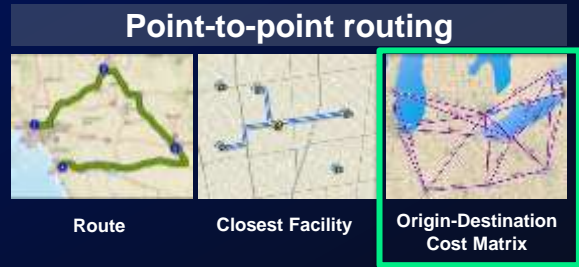 Point-to-point routing
Route
Closest Facility
Origin-Destination
Cost Matrix